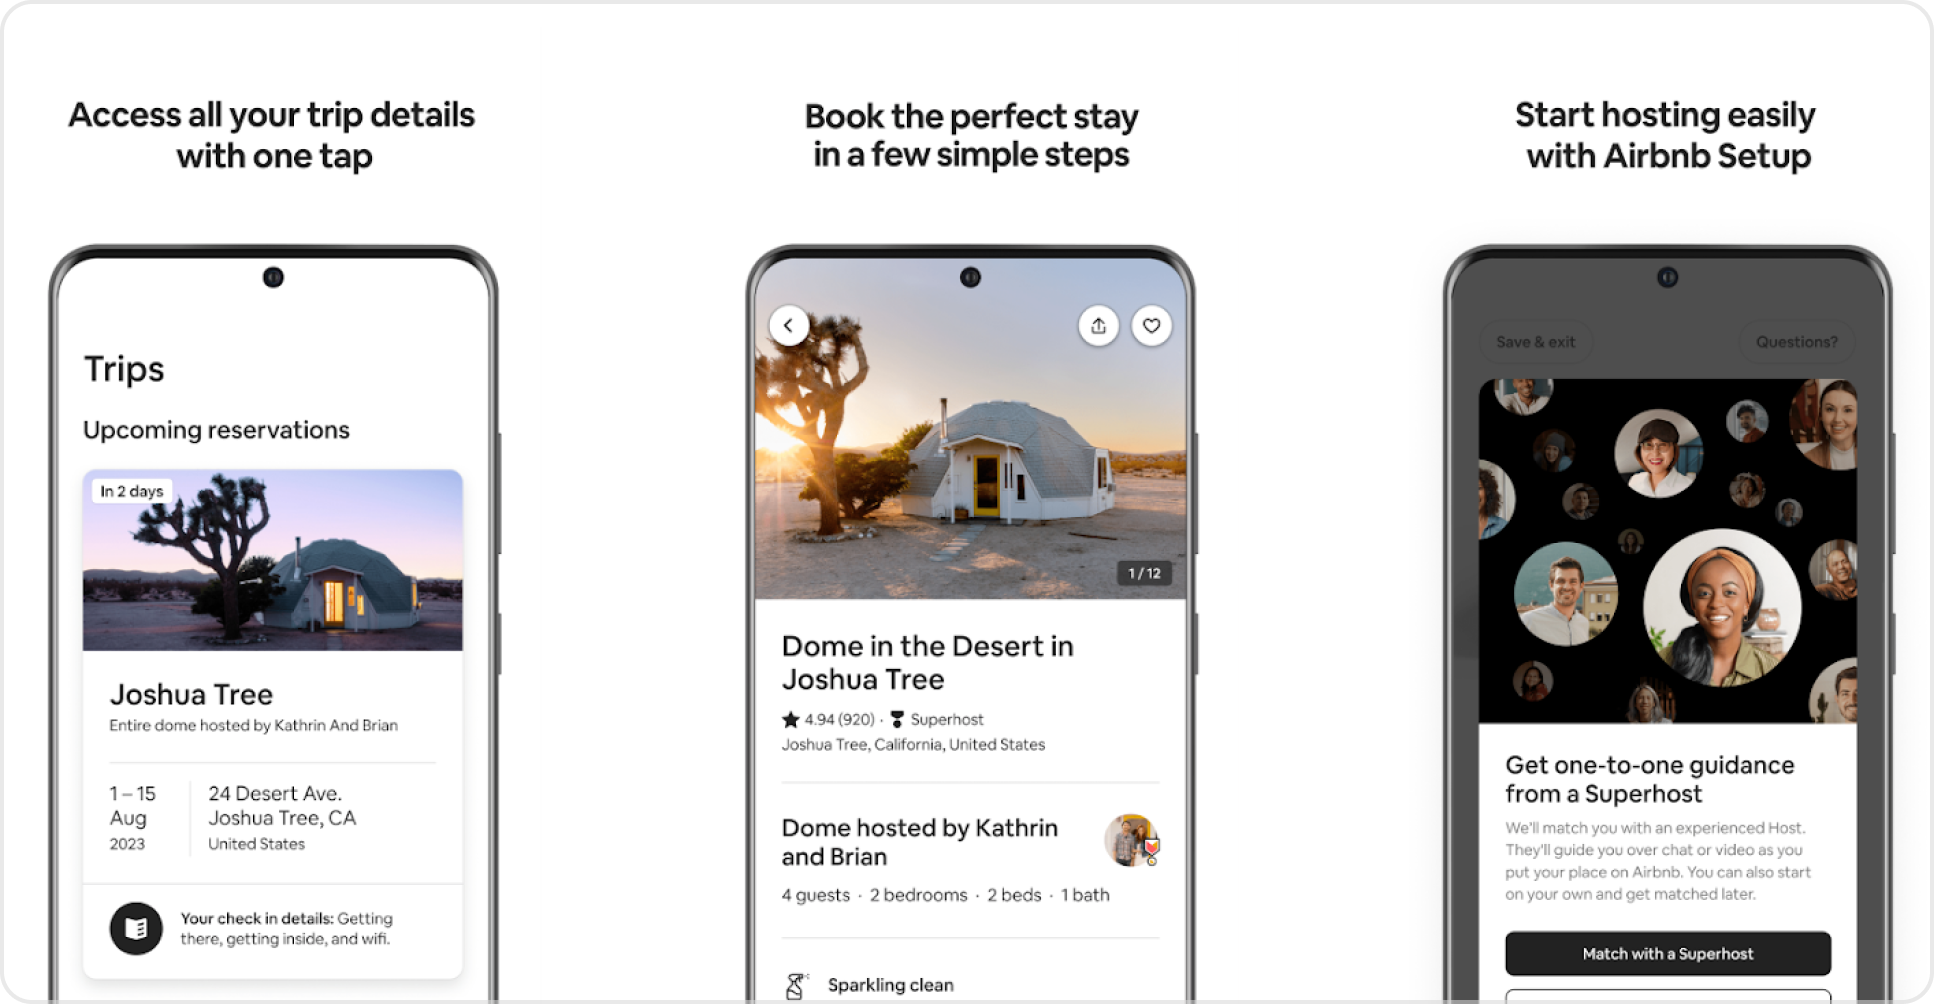 Access all your trip details
with one tap
Trips
Upcoming reservations
In 2 days
Joshua Tree
Entire dome hosted by Kathrin And Brian
1 – 15
Aug
2023
24 Desert Ave.
Joshua Tree, CA
United States
Your check in details: Getting
there, getting inside, and wifi.
Book the perfect stay
in a few simple steps
1 / 12
Dome in the Desert in
Joshua Tree
4.94 (920) · Superhost
Joshua Tree, California, United States
Dome hosted by Kathrin
and Brian
4 guests · 2 bedrooms · 2 beds · 1 bath
Sparkling clean
Start hosting easily
with Airbnb Setup
Save & exit
Questions?
Get one-to-one guidance
from a Superhost
We'll match you with an experienced Host.
They'll guide you over chat or video as you
put your place on Airbnb. You can also start
on your own and get matched later.
Match with a Superhost